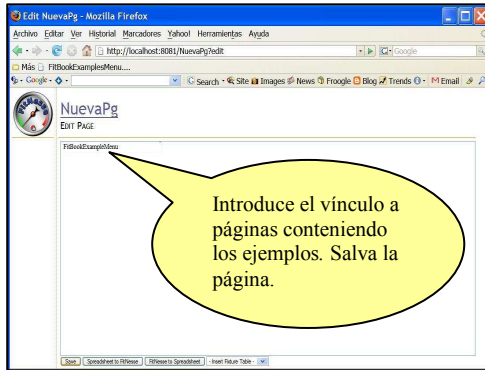 Edit NuevaPg - Mozilla Firefox
Archivo Editar Ver Historial Marcadores Yahoo! Herramientas Ayuda
http://localhost:8081/NuevaPg?edit
Google
Más FitBookExamplesMenu....
Google - Search - Site Images News Froogle Blog Trends Email
FITNESSE
NuevaPg
EDIT PAGE
FitBookExampleMenu
Introduce el vínculo a
páginas conteniendo
los ejemplos. Salva la
página.
Save Spreadsheet to FitNesse FitNesse to Spreadsheet - Insert Fixture Table -